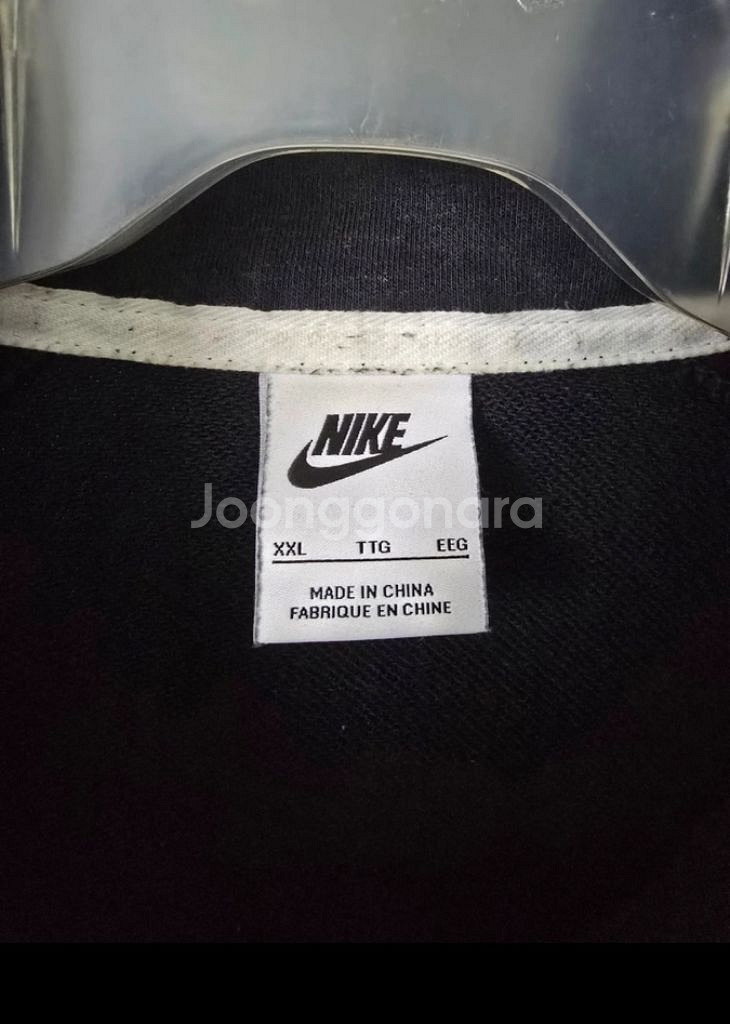 NIKE
Joonggonara
XXL TTG EEG
MADE IN CHINA
FABRIQUE EN CHINE